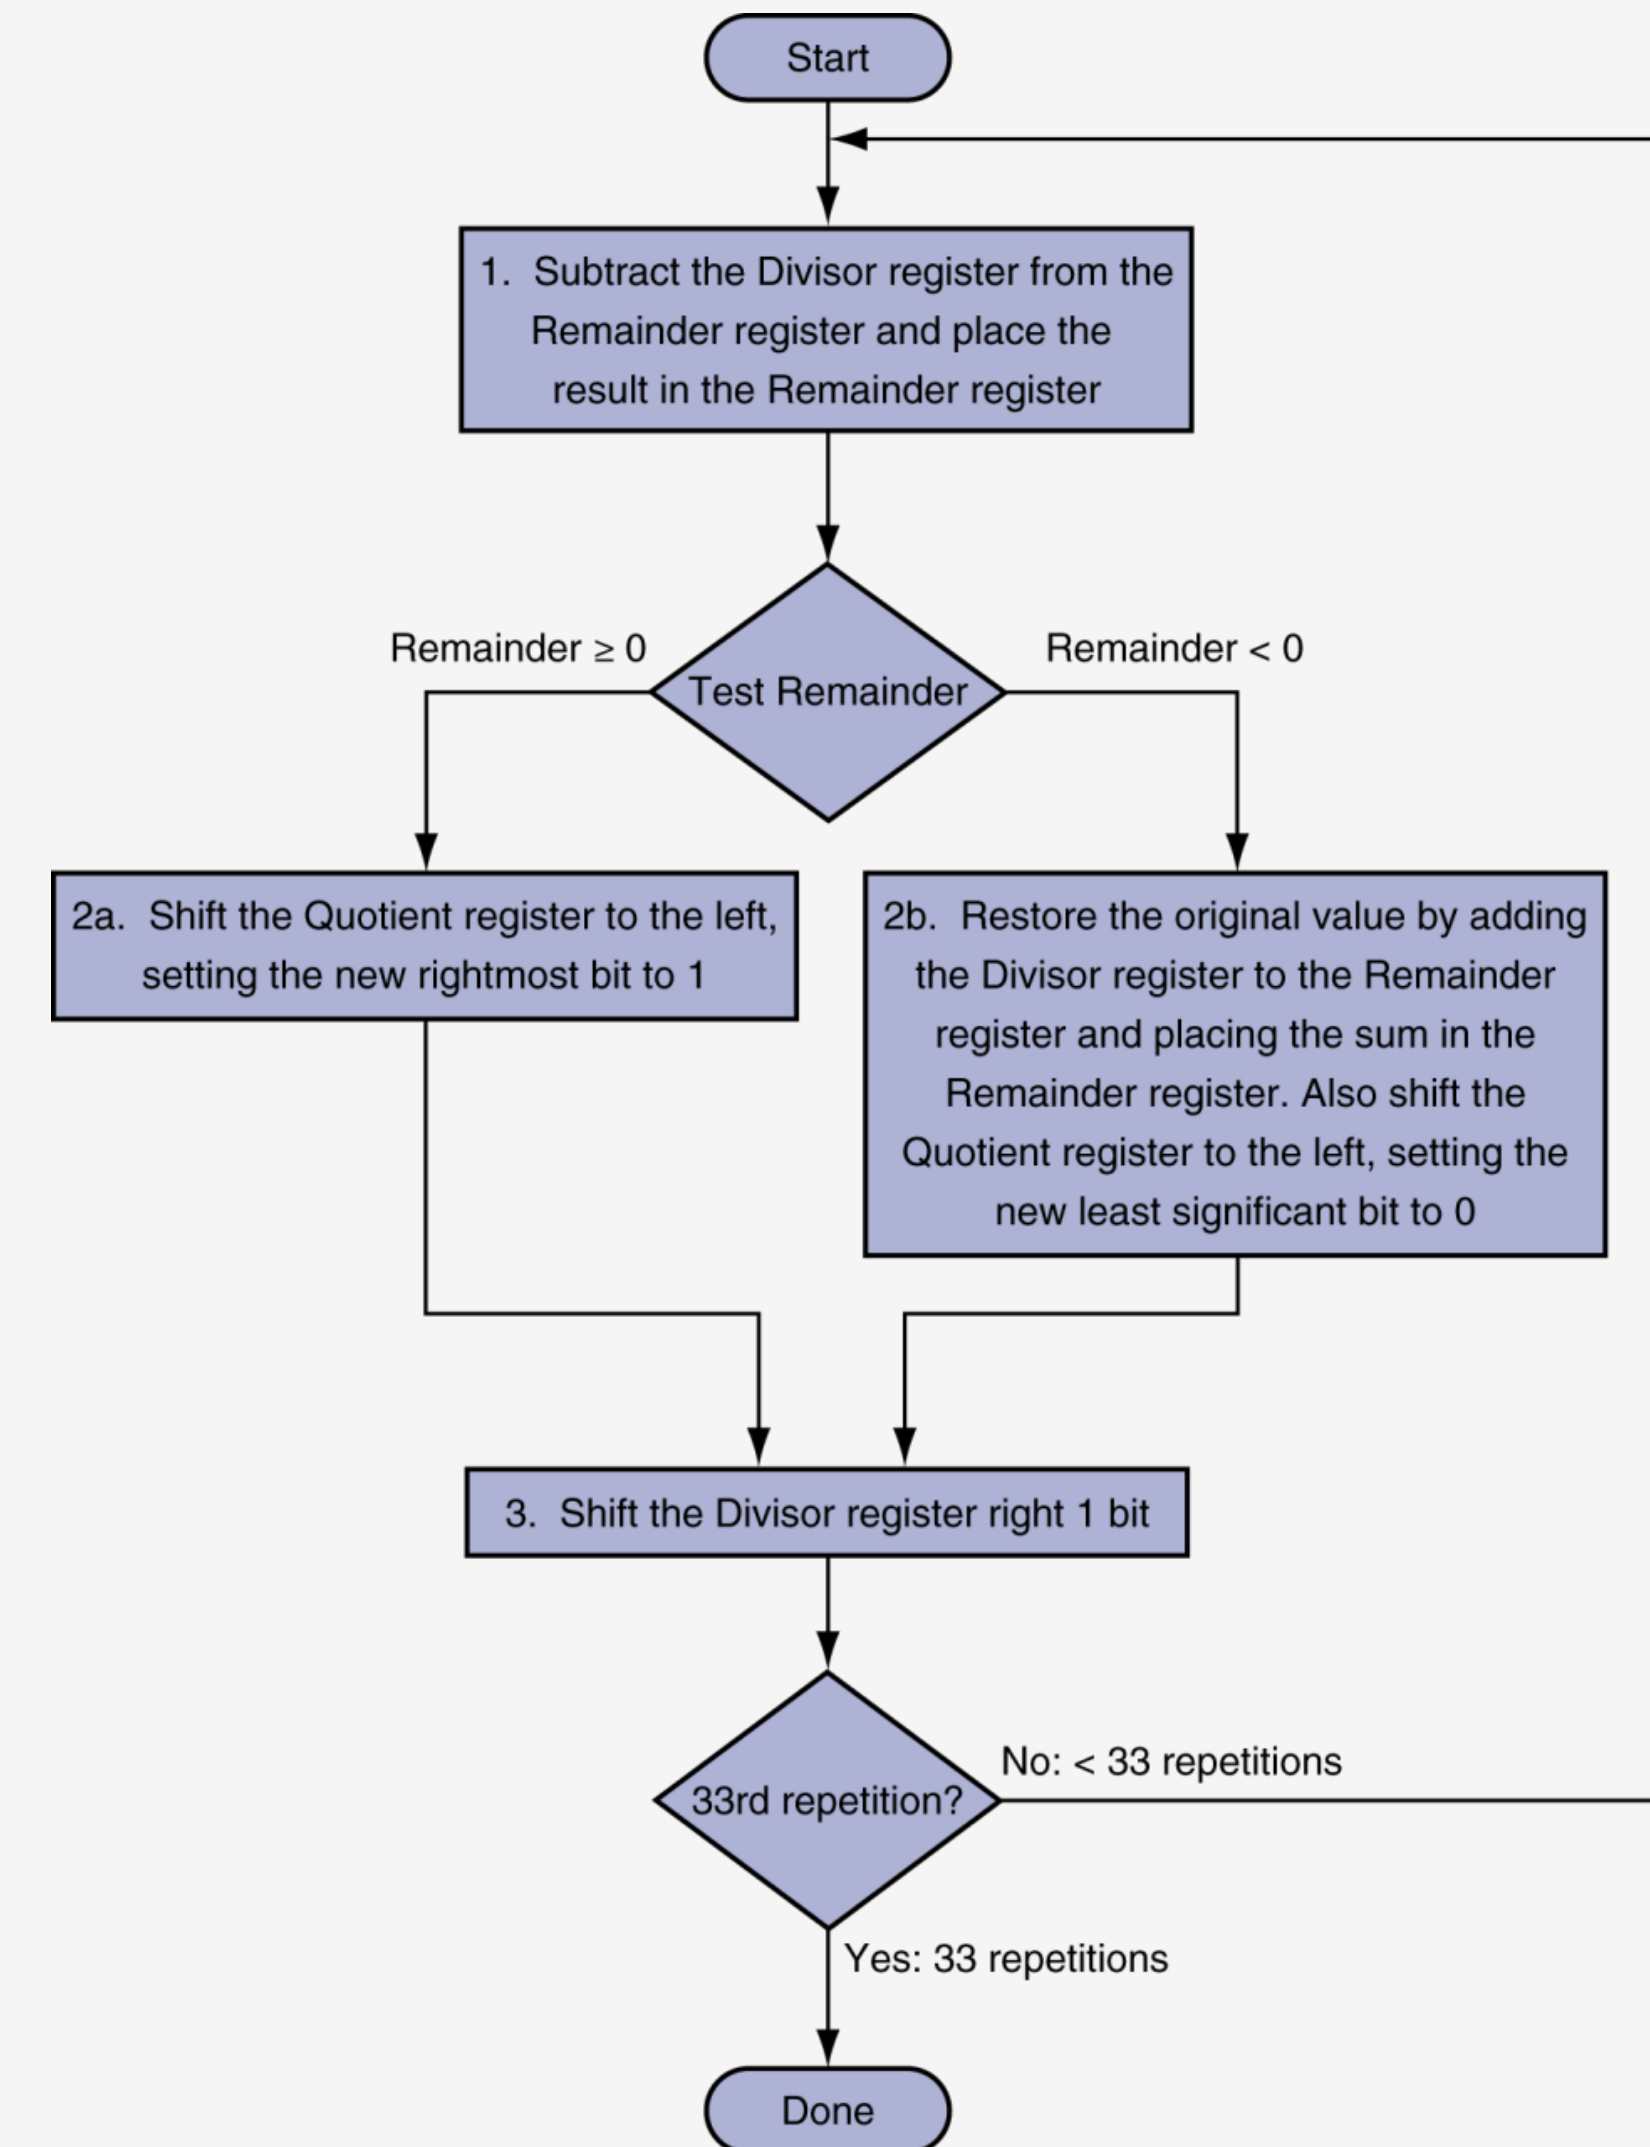 Start
1. Subtract the Divisor register from the
Remainder register and place the
result in the Remainder register
Remainder ≥ 0
Remainder < 0
Test Remainder
2a. Shift the Quotient register to the left,
setting the new rightmost bit to 1
2b. Restore the original value by adding
the Divisor register to the Remainder
register and placing the sum in the
Remainder register. Also shift the
Quotient register to the left, setting the
new least significant bit to 0
3. Shift the Divisor register right 1 bit
33rd repetition?
No: < 33 repetitions
Yes: 33 repetitions
Done